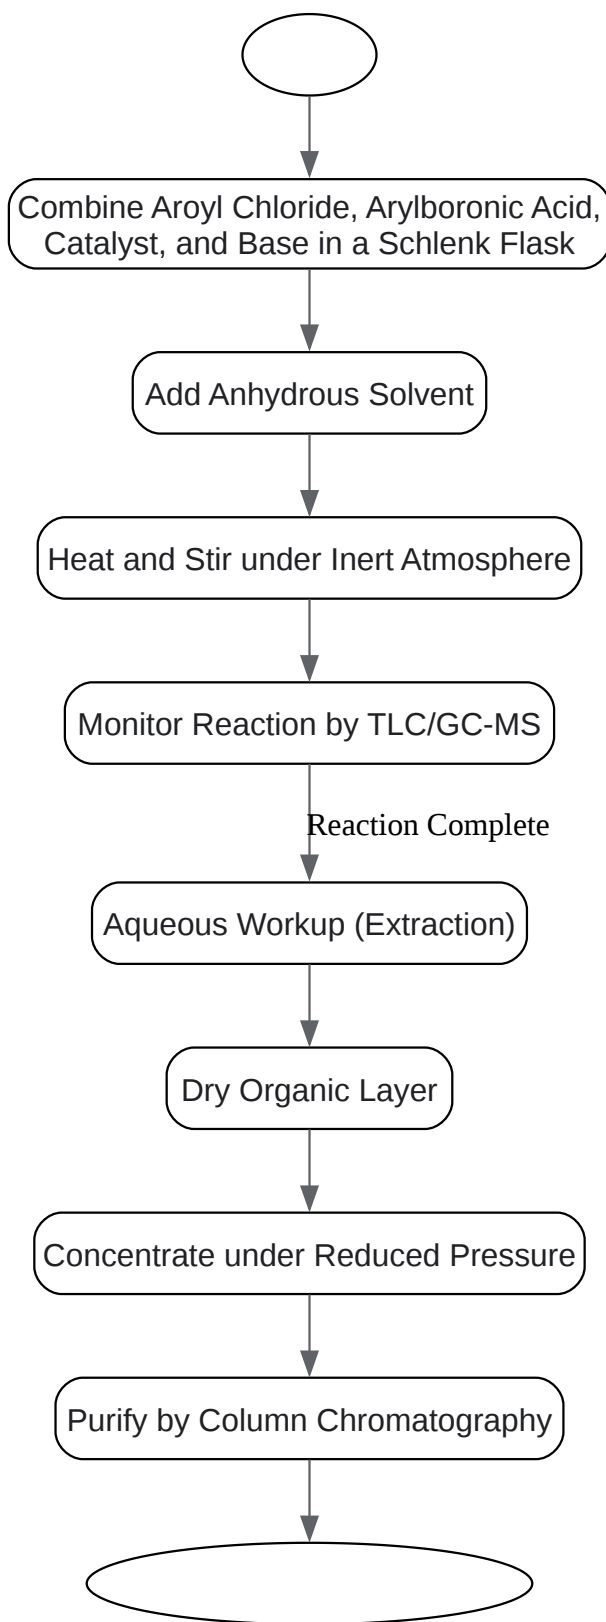 Combine Aroyl Chloride, Arylboronic Acid,
Catalyst, and Base in a Schlenk Flask
Add Anhydrous Solvent
Heat and Stir under Inert Atmosphere
Monitor Reaction by TLC/GC-MS
Reaction Complete
Aqueous Workup (Extraction)
Dry Organic Layer
Concentrate under Reduced Pressure
Purify by Column Chromatography